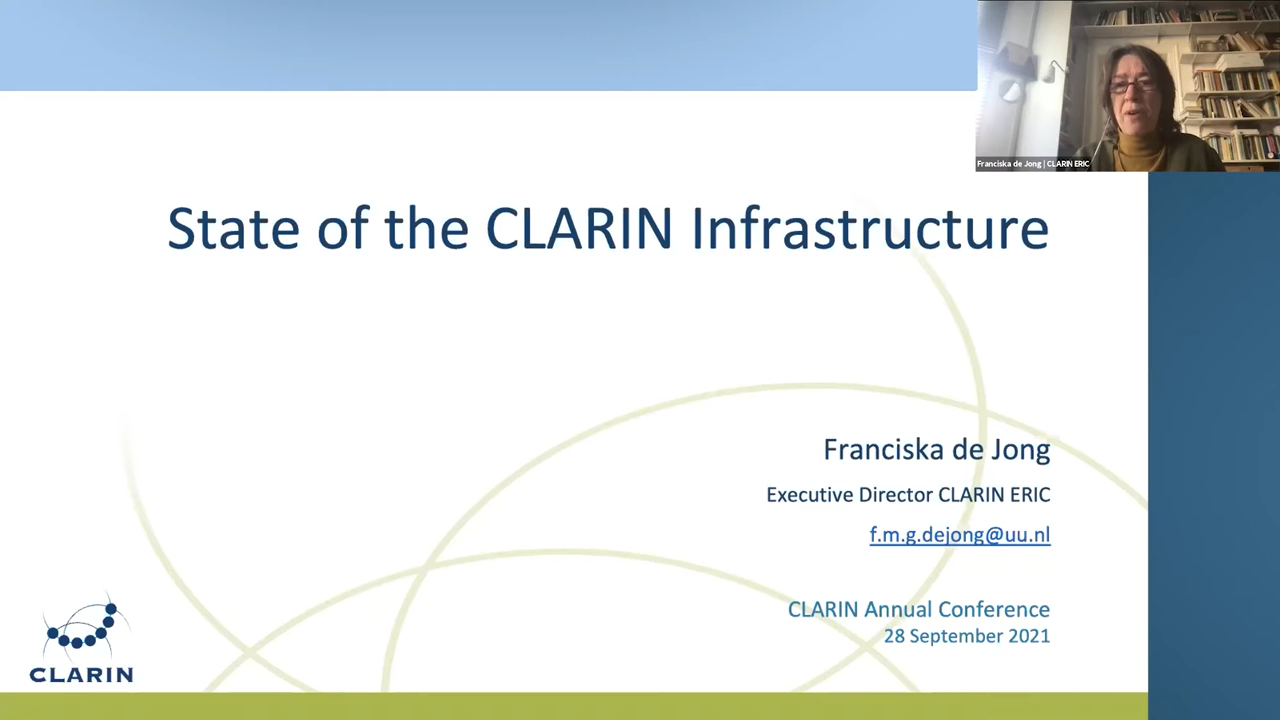 Franciska de Jong | CLARIN ERIC
State of the CLARIN Infrastructure
Franciska de Jong
Executive Director CLARIN ERIC
f.m.g.dejong@uu.nl
CLARIN Annual Conference
28 September 2021
CLARIN